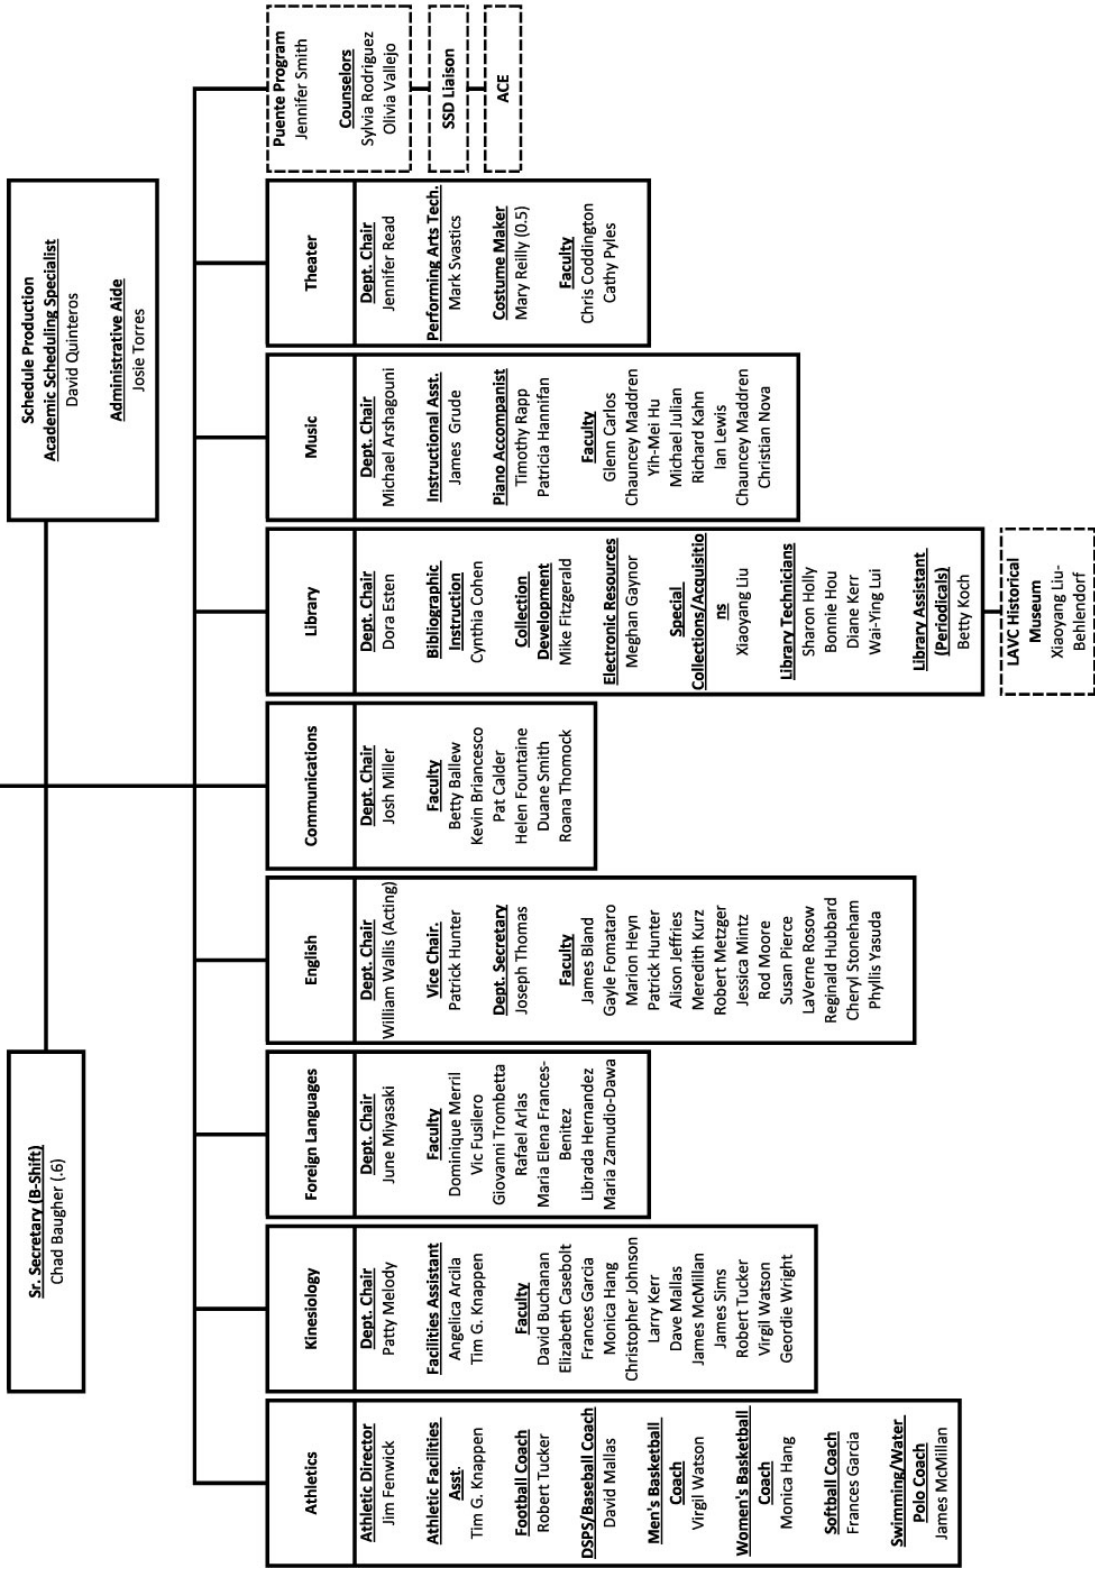 Sr. Secretary (B-Shift)
Chad Baugher (.6)
Schedule Production
Academic Scheduling Specialist
David Quinteros
Administrative Aide
Josie Torres
Athletics
Athletic Director
Jim Fenwick
Athletic Facilities
Asst.
Tim G. Knappen
Football Coach
Robert Tucker
DSPS/Baseball Coach
David Mallas
Men's Basketball
Coach
Virgil Watson
Women's Basketball
Coach
Monica Hang
Softball Coach
Frances Garcia
Swimming/Water
Polo Coach
James McMillan
Kinesiology
Dept. Chair
Patty Melody
Facilities Assistant
Angelica Arcila
Tim G. Knappen
Faculty
David Buchanan
Elizabeth Casebolt
Frances Garcia
Monica Hang
Christopher Johnson
Larry Kerr
Dave Mallas
James McMillan
James Sims
Robert Tucker
Virgil Watson
Geordie Wright
Foreign Languages
Dept. Chair
June Miyasaki
Faculty
Dominique Merril
Vic Fusilero
Giovanni Trombetta
Rafael Arlas
Maria Elena Frances-
Benitez
Librada Hernandez
Maria Zamudio-Dawa
English
Dept. Chair
William Wallis (Acting)
Vice Chair.
Patrick Hunter
Dept. Secretary
Joseph Thomas
Faculty
James Bland
Gayle Fomataro
Marion Heyn
Patrick Hunter
Alison Jeffries
Meredith Kurz
Robert Metzger
Jessica Mintz
Rod Moore
Susan Pierce
LaVerne Rosow
Reginald Hubbard
Cheryl Stoneham
Phyllis Yasuda
Communications
Dept. Chair
Josh Miller
Faculty
Betty Ballew
Kevin Briancesco
Pat Calder
Helen Fountaine
Duane Smith
Roana Thomock
Library
Dept. Chair
Dora Esten
Bibliographic
Instruction
Cynthia Cohen
Collection
Development
Mike Fitzgerald
Electronic Resources
Meghan Gaynor
Special
Collections/Acquisitio
ns
Xiaoyang Liu
Library Technicians
Sharon Holly
Bonnie Hou
Diane Kerr
Wai-Ying Lui
Library Assistant
(Periodicals)
Betty Koch
LAVC Historical
Museum
Xiaoyang Liu-
Behlendorf
Music
Dept. Chair
Michael Arshagouni
Instructional Asst.
James Grude
Piano Accompanist
Timothy Rapp
Patricia Hannifan
Faculty
Glenn Carlos
Chauncey Maddren
Yih-Mei Hu
Michael Julian
Richard Kahn
Ian Lewis
Chauncey Maddren
Christian Nova
Theater
Dept. Chair
Jennifer Read
Performing Arts Tech.
Mark Svastics
Costume Maker
Mary Reilly (0.5)
Faculty
Chris Coddington
Cathy Pyles
Puente Program
Jennifer Smith
Counselors
Sylvia Rodriguez
Olivia Vallejo
SSD Liaison
ACE